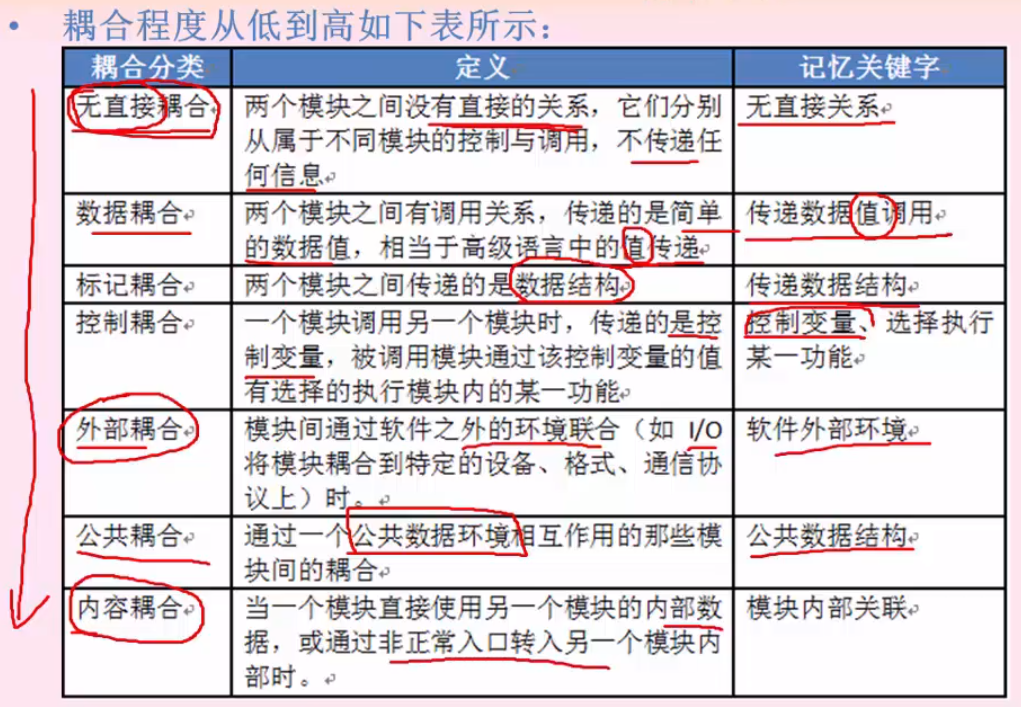 • 耦合程度从低到高如下表所示：
耦合分类 定义 记忆关键字
无直接耦合 两个模块之间没有直接的关系，它们分别 无直接关系
从属于不同模块的控制与调用，不传递任
何信息
数据耦合 两个模块之间有调用关系，传递的是简单 传递数据值调用
的数据值，相当于高级语言中的值传递
标记耦合 两个模块之间传递的是数据结构 传递数据结构
控制耦合 一个模块调用另一个模块时，传递的是控 控制变量、选择执行
制变量，被调用模块通过该控制变量的值 某一功能
有选择的执行模块内的某一功能
外部耦合 模块间通过软件之外的环境联合（如 I/O 软件外部环境
将模块耦合到特定的设备、格式、通信协
议上）时。
公共耦合 通过一个公共数据环境相互作用的那些模 公共数据结构
块间的耦合
内容耦合 当一个模块直接使用另一个模块的内部数 模块内部关联
据，或通过非正常入口转入另一个模块内
部时。